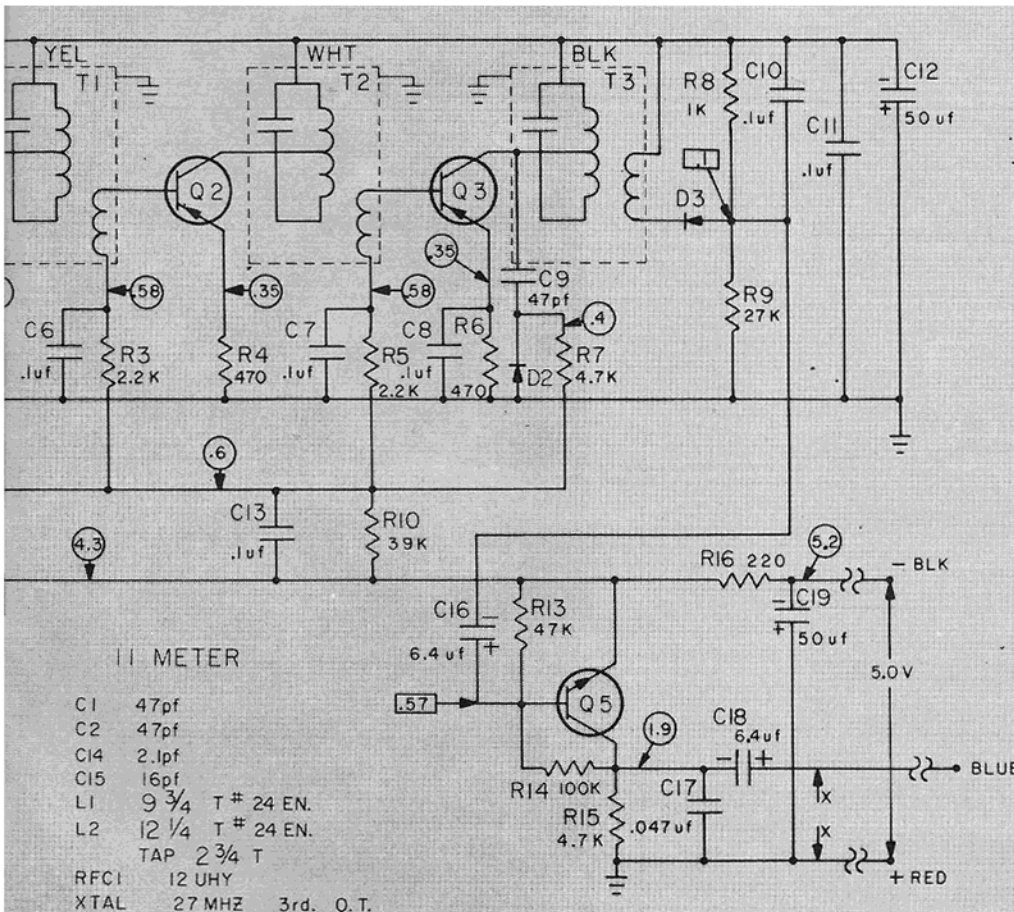 YEL
WHT
BLK
T1
T2
T3
R8
1K
C10
.1uf
C11
.1uf
C12
-
+
50uf
Q2
Q3
.1
D3
.58
.35
.58
.35
C9
47pf
.4
R9
27K
C6
.1uf
R3
2.2K
R4
470
C7
.1uf
R5
2.2K
C8
.1uf
R6
470
D2
R7
4.7K
.6
C13
.1uf
R10
39K
4.3
R16 220
5.2
- BLK
C16
-
+
6.4uf
R13
47K
C19
-
+
50uf
5.0V
11 METER
.57
Q5
1.9
C18
6.4uf
- +
BLUE
R14 100K
C17
.047uf
R15
4.7K
X
X
+ RED
C1 47pf
C2 47pf
C14 2.1pf
C15 16pf
L1 9 3/4 T # 24 EN.
L2 12 1/4 T # 24 EN.
TAP 2 3/4 T
RFC1 12 UHY
XTAL 27 MHZ 3rd. O.T.